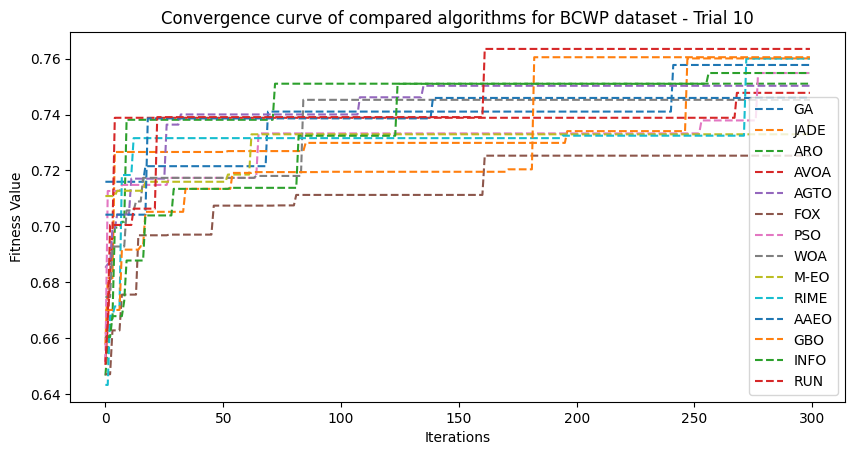 Convergence curve of compared algorithms for BCWP dataset - Trial 10
Fitness Value
0.76
0.74
0.72
0.70
0.68
0.66
0.64
GA
JADE
ARO
AVOA
AGTO
FOX
PSO
WOA
M-EO
RIME
AAEO
GBO
INFO
RUN
0
50
100
150
200
250
300
Iterations